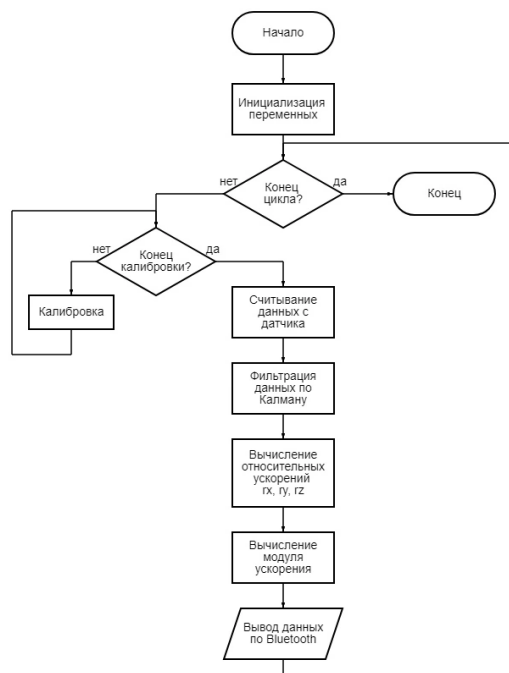 Начало
Инициализация
переменных
нет
Конец
цикла?
да
Конец
нет
Конец
калибровки?
да
Калибровка
Считывание
данных с
датчика
Фильтрация
данных по
Калману
Вычисление
относительных
ускорений
rx, ry, rz
Вычисление
модуля
ускорения
Вывод данных
по Bluetooth